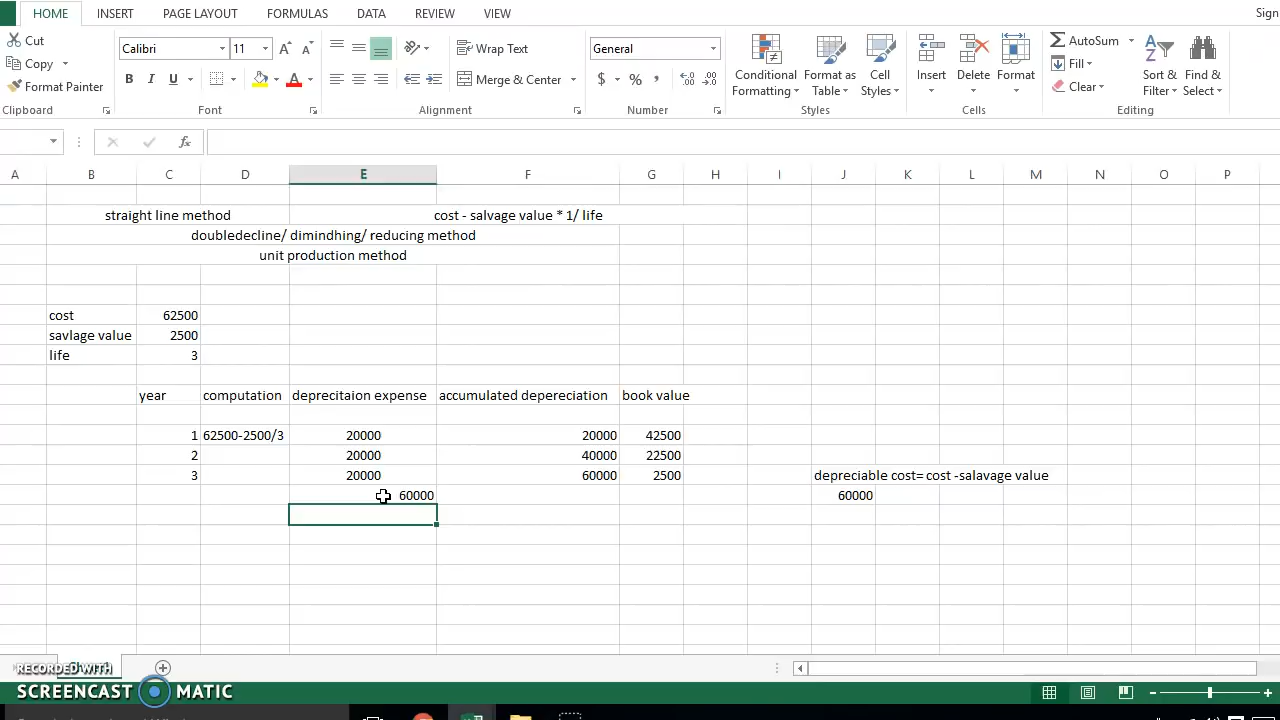 HOME INSERT PAGE LAYOUT FORMULAS DATA REVIEW VIEW Sign
Cut
Copy
Format Painter
Clipboard
Calibri 11
B I U
Font
Wrap Text
Merge & Center
Alignment
General
$ % ,
Number
Conditional Formatting
Format as Table
Cell Styles
Styles
Insert Delete Format
Cells
AutoSum
Fill
Clear
Sort & Filter
Find & Select
Editing
fx
A B C D E F G H I J K L M N O P
straight line method cost - salvage value * 1/ life
doubledecline/ dimindhing/ reducing method
unit production method
cost 62500
savlage value 2500
life 3
year computation deprecitaion expense accumulated depereciation book value
1 62500-2500/3 20000 20000 42500
2 20000 40000 22500
3 20000 60000 2500 depreciable cost= cost -salavage value
60000 60000
RECORDED WITH
SCREENCAST MATIC